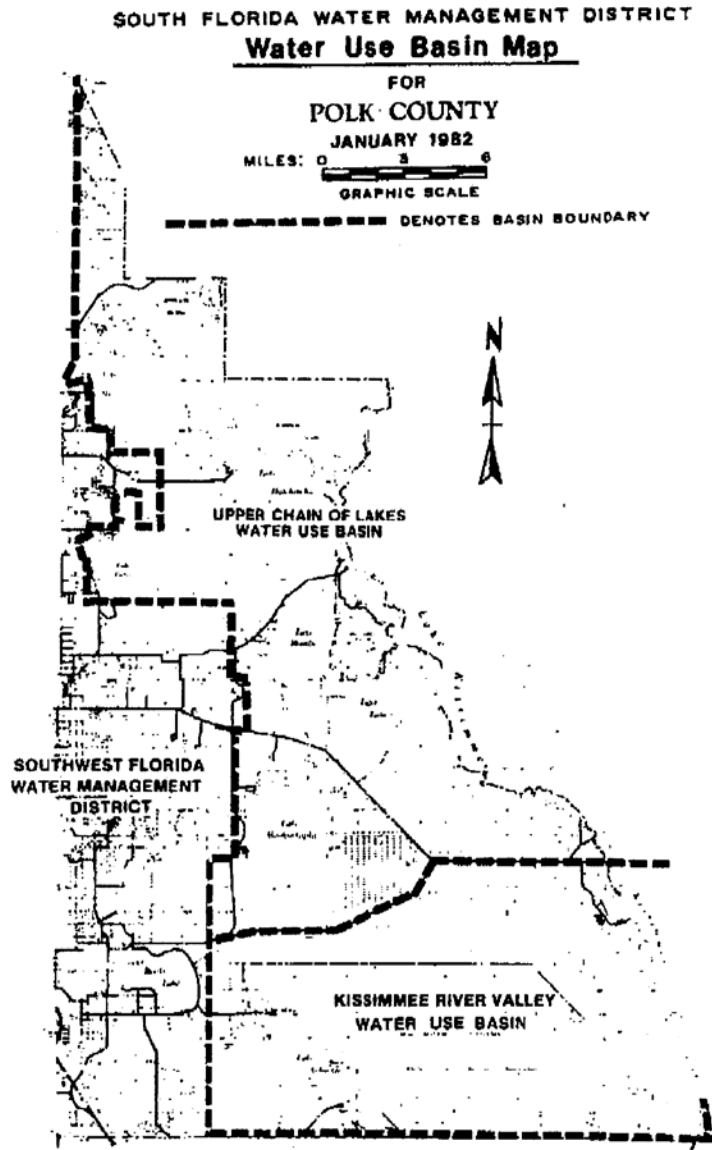 SOUTH FLORIDA WATER MANAGEMENT DISTRICT
Water Use Basin Map
FOR
POLK COUNTY
JANUARY 1982
MILES: 0 3 6
GRAPHIC SCALE
DENOTES BASIN BOUNDARY
N
UPPER CHAIN OF LAKES
WATER USE BASIN
SOUTHWEST FLORIDA
WATER MANAGEMENT
DISTRICT
KISSIMMEE RIVER VALLEY
WATER USE BASIN